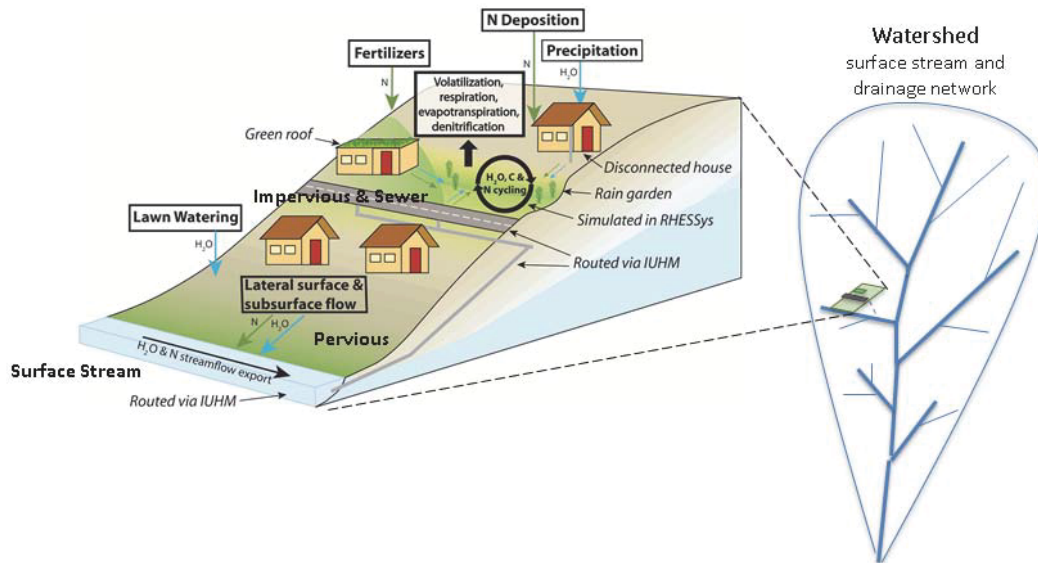 N Deposition
Fertilizers
Precipitation
N
N
H₂O
Volatilization,
respiration,
evapotranspiration,
denitrification
Green roof
Disconnected house
H₂O, C &
N cycling
Rain garden
Impervious & Sewer
Simulated in RHESSys
Lawn Watering
H₂O
Routed via IUHM
Lateral surface &
subsurface flow
N
H₂O
Pervious
H₂O & N streamflow export
Surface Stream
Routed via IUHM
Watershed
surface stream and
drainage network